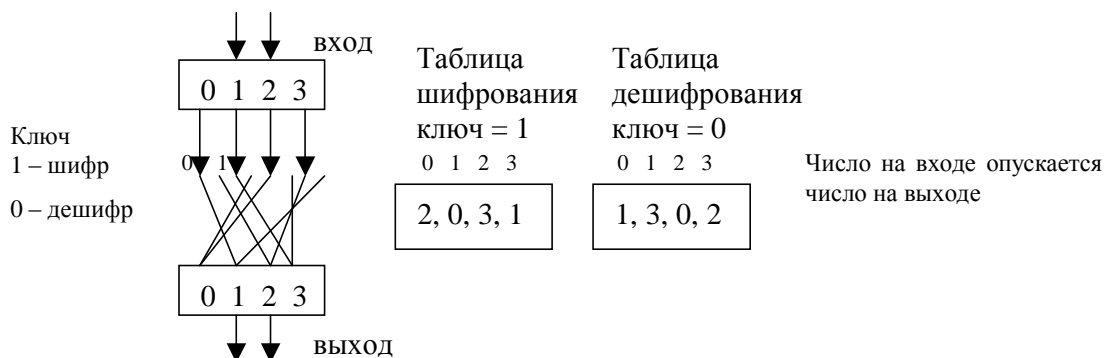 вход
0 1 2 3
Ключ
1 – шифр
0 – дешифр
0 1
0 1 2 3
выход
Таблица
шифрования
ключ = 1
0 1 2 3
2, 0, 3, 1
Таблица
дешифрования
ключ = 0
0 1 2 3
1, 3, 0, 2
Число на входе опускается
число на выходе